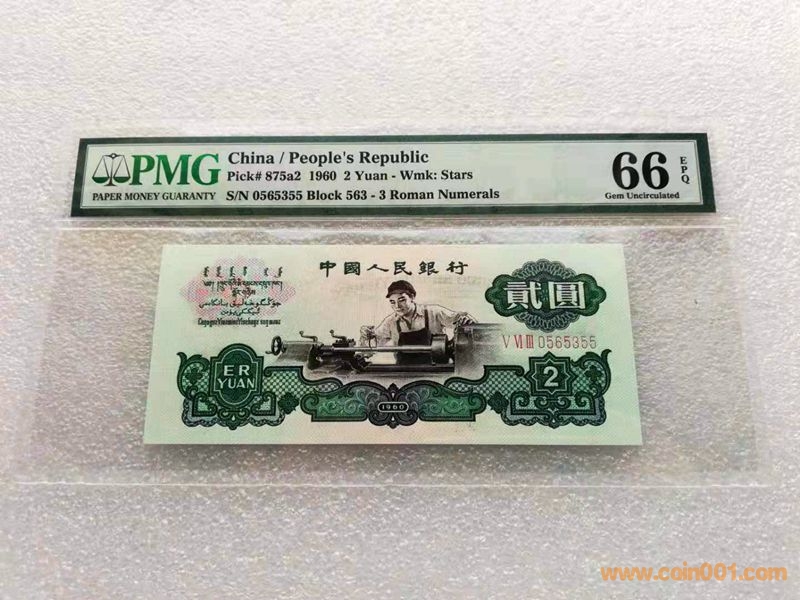 PMG
PAPER MONEY GUARANTY
China / People's Republic
Pick# 875a2 1960 2 Yuan - Wmk: Stars
S/N 0565355 Block 563 - 3 Roman Numerals
66 EPQ
Gem Uncirculated
中國人民銀行
貳圓
V VI III 0565355
ER
YUAN
1960
2
www.coin001.com